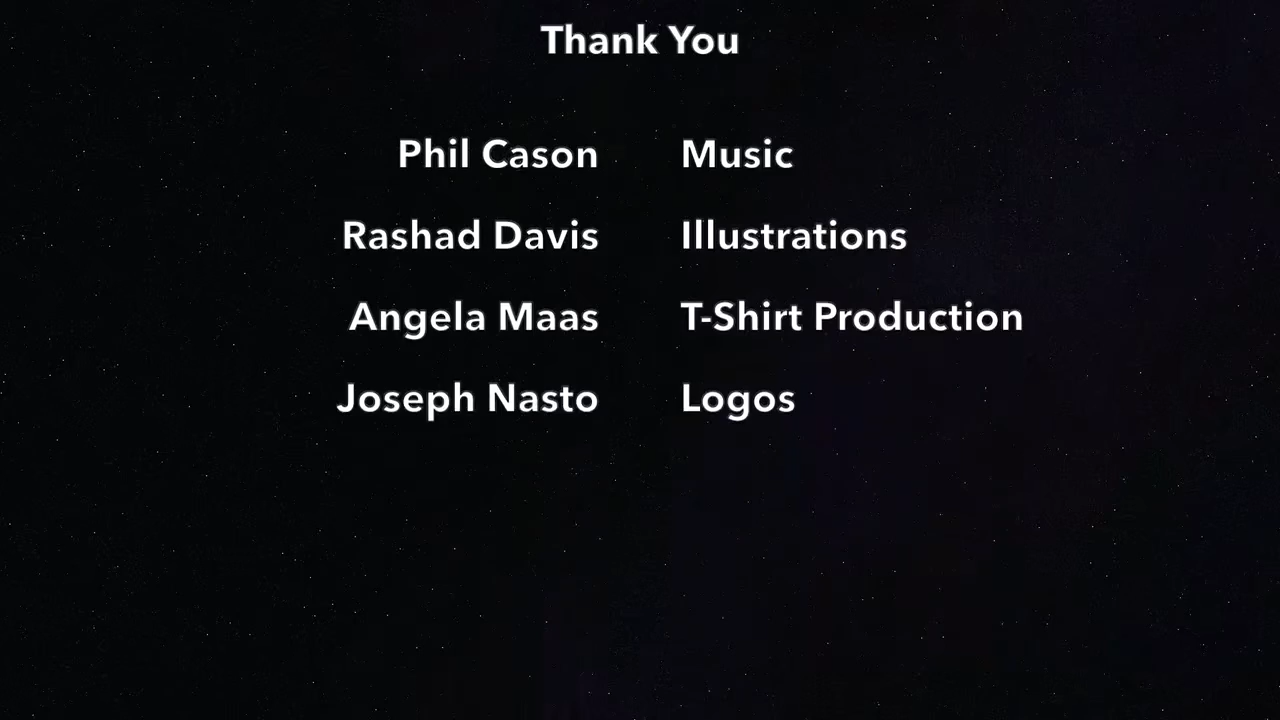 Thank You
Phil Cason Music
Rashad Davis Illustrations
Angela Maas T-Shirt Production
Joseph Nasto Logos